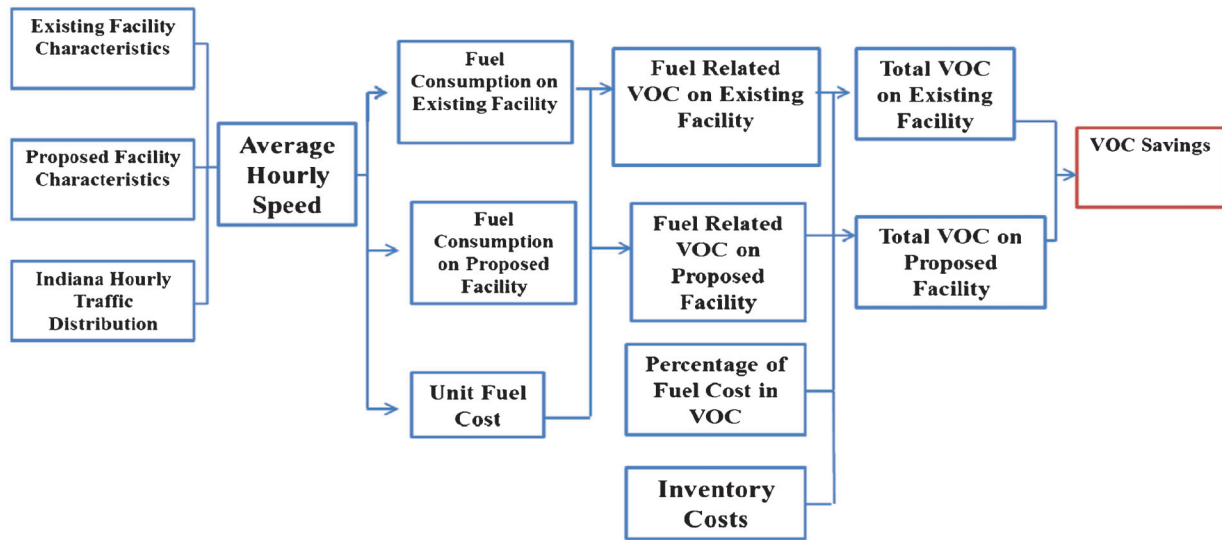 Existing Facility
Characteristics
Proposed Facility
Characteristics
Indiana Hourly
Traffic
Distribution
Average
Hourly
Speed
Fuel
Consumption on
Existing Facility
Fuel
Consumption
on Proposed
Facility
Unit Fuel
Cost
Fuel Related
VOC on Existing
Facility
Fuel Related
VOC on
Proposed
Facility
Percentage of
Fuel Cost in
VOC
Inventory
Costs
Total VOC
on Existing
Facility
Total VOC on
Proposed
Facility
VOC Savings